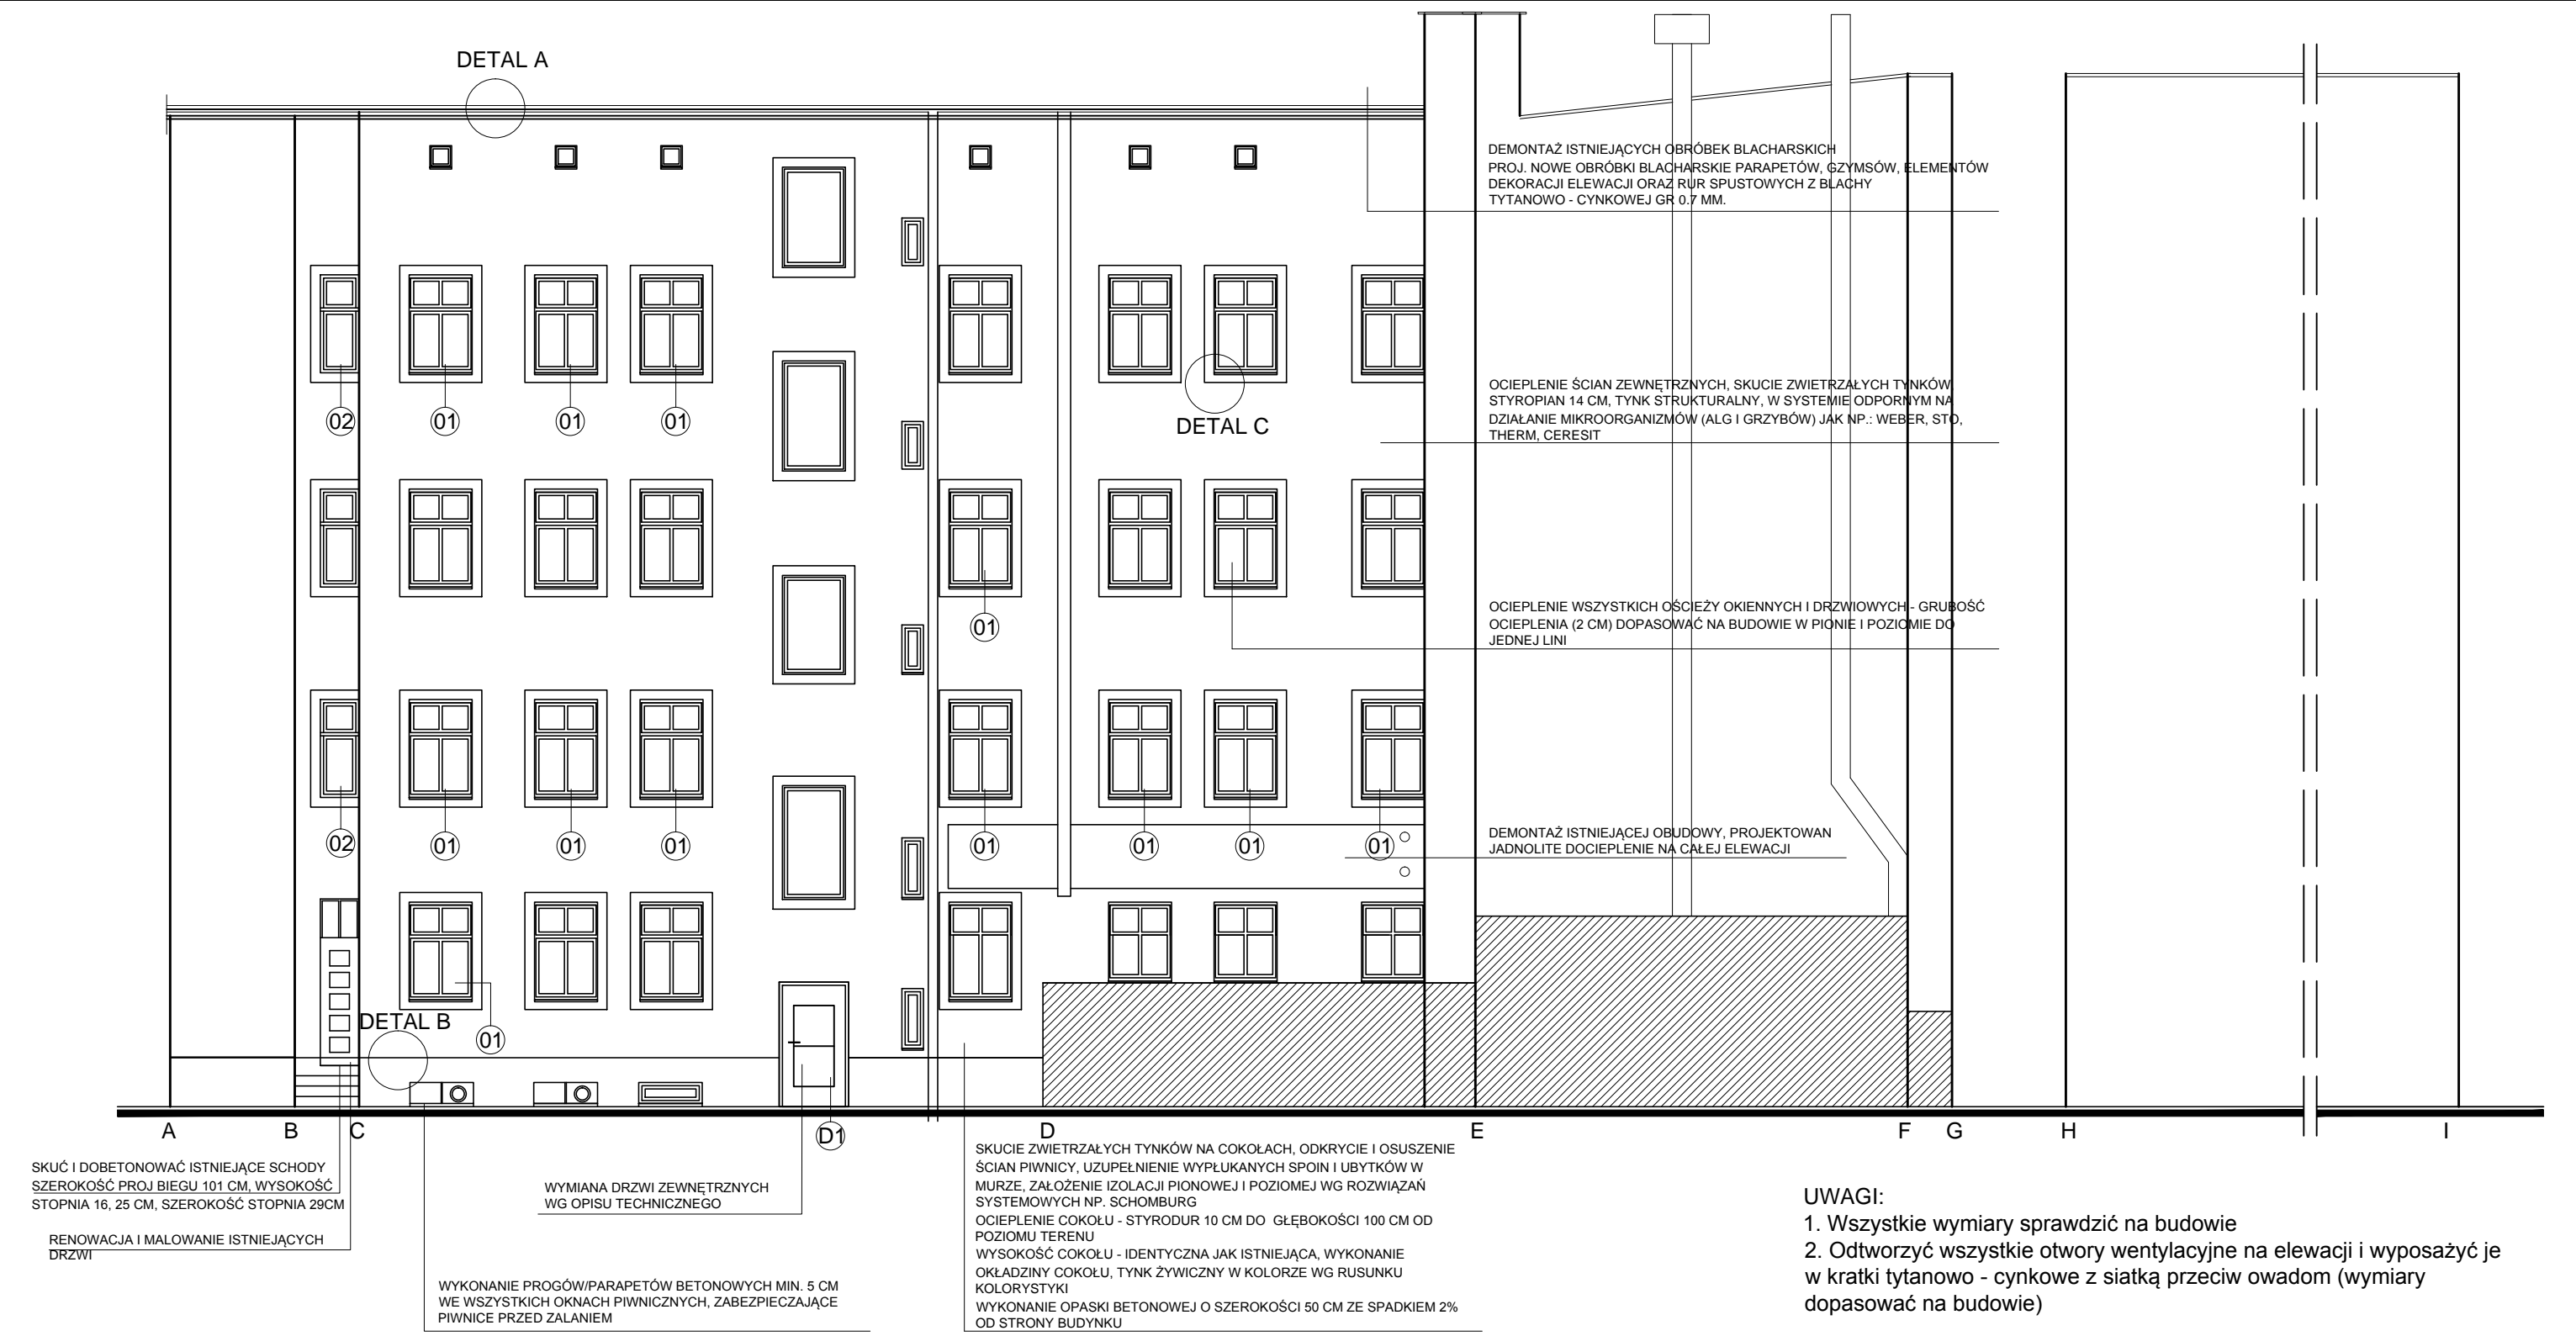 DETAL A
DEMONTAŻ ISTNIEJĄCYCH OBRÓBEK BLACHARSKICH
PROJ. NOWE OBRÓBKI BLACHARSKIE PARAPETÓW, GZYMSÓW, ELEMENTÓW
DEKORACJI ELEWACJI ORAZ RUR SPUSTOWYCH Z BLACHY
TYTANOWO - CYNKOWEJ GR 0.7 MM.
OCIEPLENIE ŚCIAN ZEWNĘTRZNYCH, SKUCIE ZWIETRZAŁYCH TYNKÓW
STYROPIAN 14 CM, TYNK STRUKTURALNY, W SYSTEMIE ODPORNYM NA
DZIAŁANIE MIKROORGANIZMÓW (ALG I GRZYBÓW) JAK NP.: WEBER, STO,
THERM, CERESIT
02
01
01
01
DETAL C
OCIEPLENIE WSZYSTKICH OŚCIEŻY OKIENNYCH I DRZWIOWYCH - GRUBOŚĆ
OCIEPLENIA (2 CM) DOPASOWAĆ NA BUDOWIE W PIONIE I POZIOMIE DO
JEDNEJ LINI
01
DEMONTAŻ ISTNIEJĄCEJ OBUDOWY, PROJEKTOWAN
JADNOLITE DOCIEPLENIE NA CAŁEJ ELEWACJI
02
01
01
01
01
01
01
01
DETAL B
01
A
B
C
D1
D
E
F
G
H
I
SKUĆ I DOBETONOWAĆ ISTNIEJĄCE SCHODY
SZEROKOŚĆ PROJ BIEGU 101 CM, WYSOKOŚĆ
STOPNIA 16, 25 CM, SZEROKOŚĆ STOPNIA 29CM
RENOWACJA I MALOWANIE ISTNIEJĄCYCH
DRZWI
WYMIANA DRZWI ZEWNĘTRZNYCH
WG OPISU TECHNICZNEGO
WYKONANIE PROGÓW/PARAPETÓW BETONOWYCH MIN. 5 CM
WE WSZYSTKICH OKNACH PIWNICZNYCH, ZABEZPIECZAJĄCE
PIWNICE PRZED ZALANIEM
SKUCIE ZWIETRZAŁYCH TYNKÓW NA COKOŁACH, ODKRYCIE I OSUSZENIE
ŚCIAN PIWNICY, UZUPEŁNIENIE WYPŁUKANYCH SPOIN I UBYTKÓW W
MURZE, ZAŁOŻENIE IZOLACJI PIONOWEJ I POZIOMEJ WG ROZWIĄZAŃ
SYSTEMOWYCH NP. SCHOMBURG
OCIEPLENIE COKOŁU - STYRODUR 10 CM DO GŁĘBOKOŚCI 100 CM OD
POZIOMU TERENU
WYSOKOŚĆ COKOŁU - IDENTYCZNA JAK ISTNIEJĄCA, WYKONANIE
OKŁADZINY COKOŁU, TYNK ŻYWICZNY W KOLORZE WG RUSUNKU
KOLORYSTYKI
WYKONANIE OPASKI BETONOWEJ O SZEROKOŚCI 50 CM ZE SPADKIEM 2%
OD STRONY BUDYNKU
UWAGI:
1. Wszystkie wymiary sprawdzić na budowie
2. Odtworzyć wszystkie otwory wentylacyjne na elewacji i wyposażyć je
w kratki tytanowo - cynkowe z siatką przeciw owadom (wymiary
dopasować na budowie)